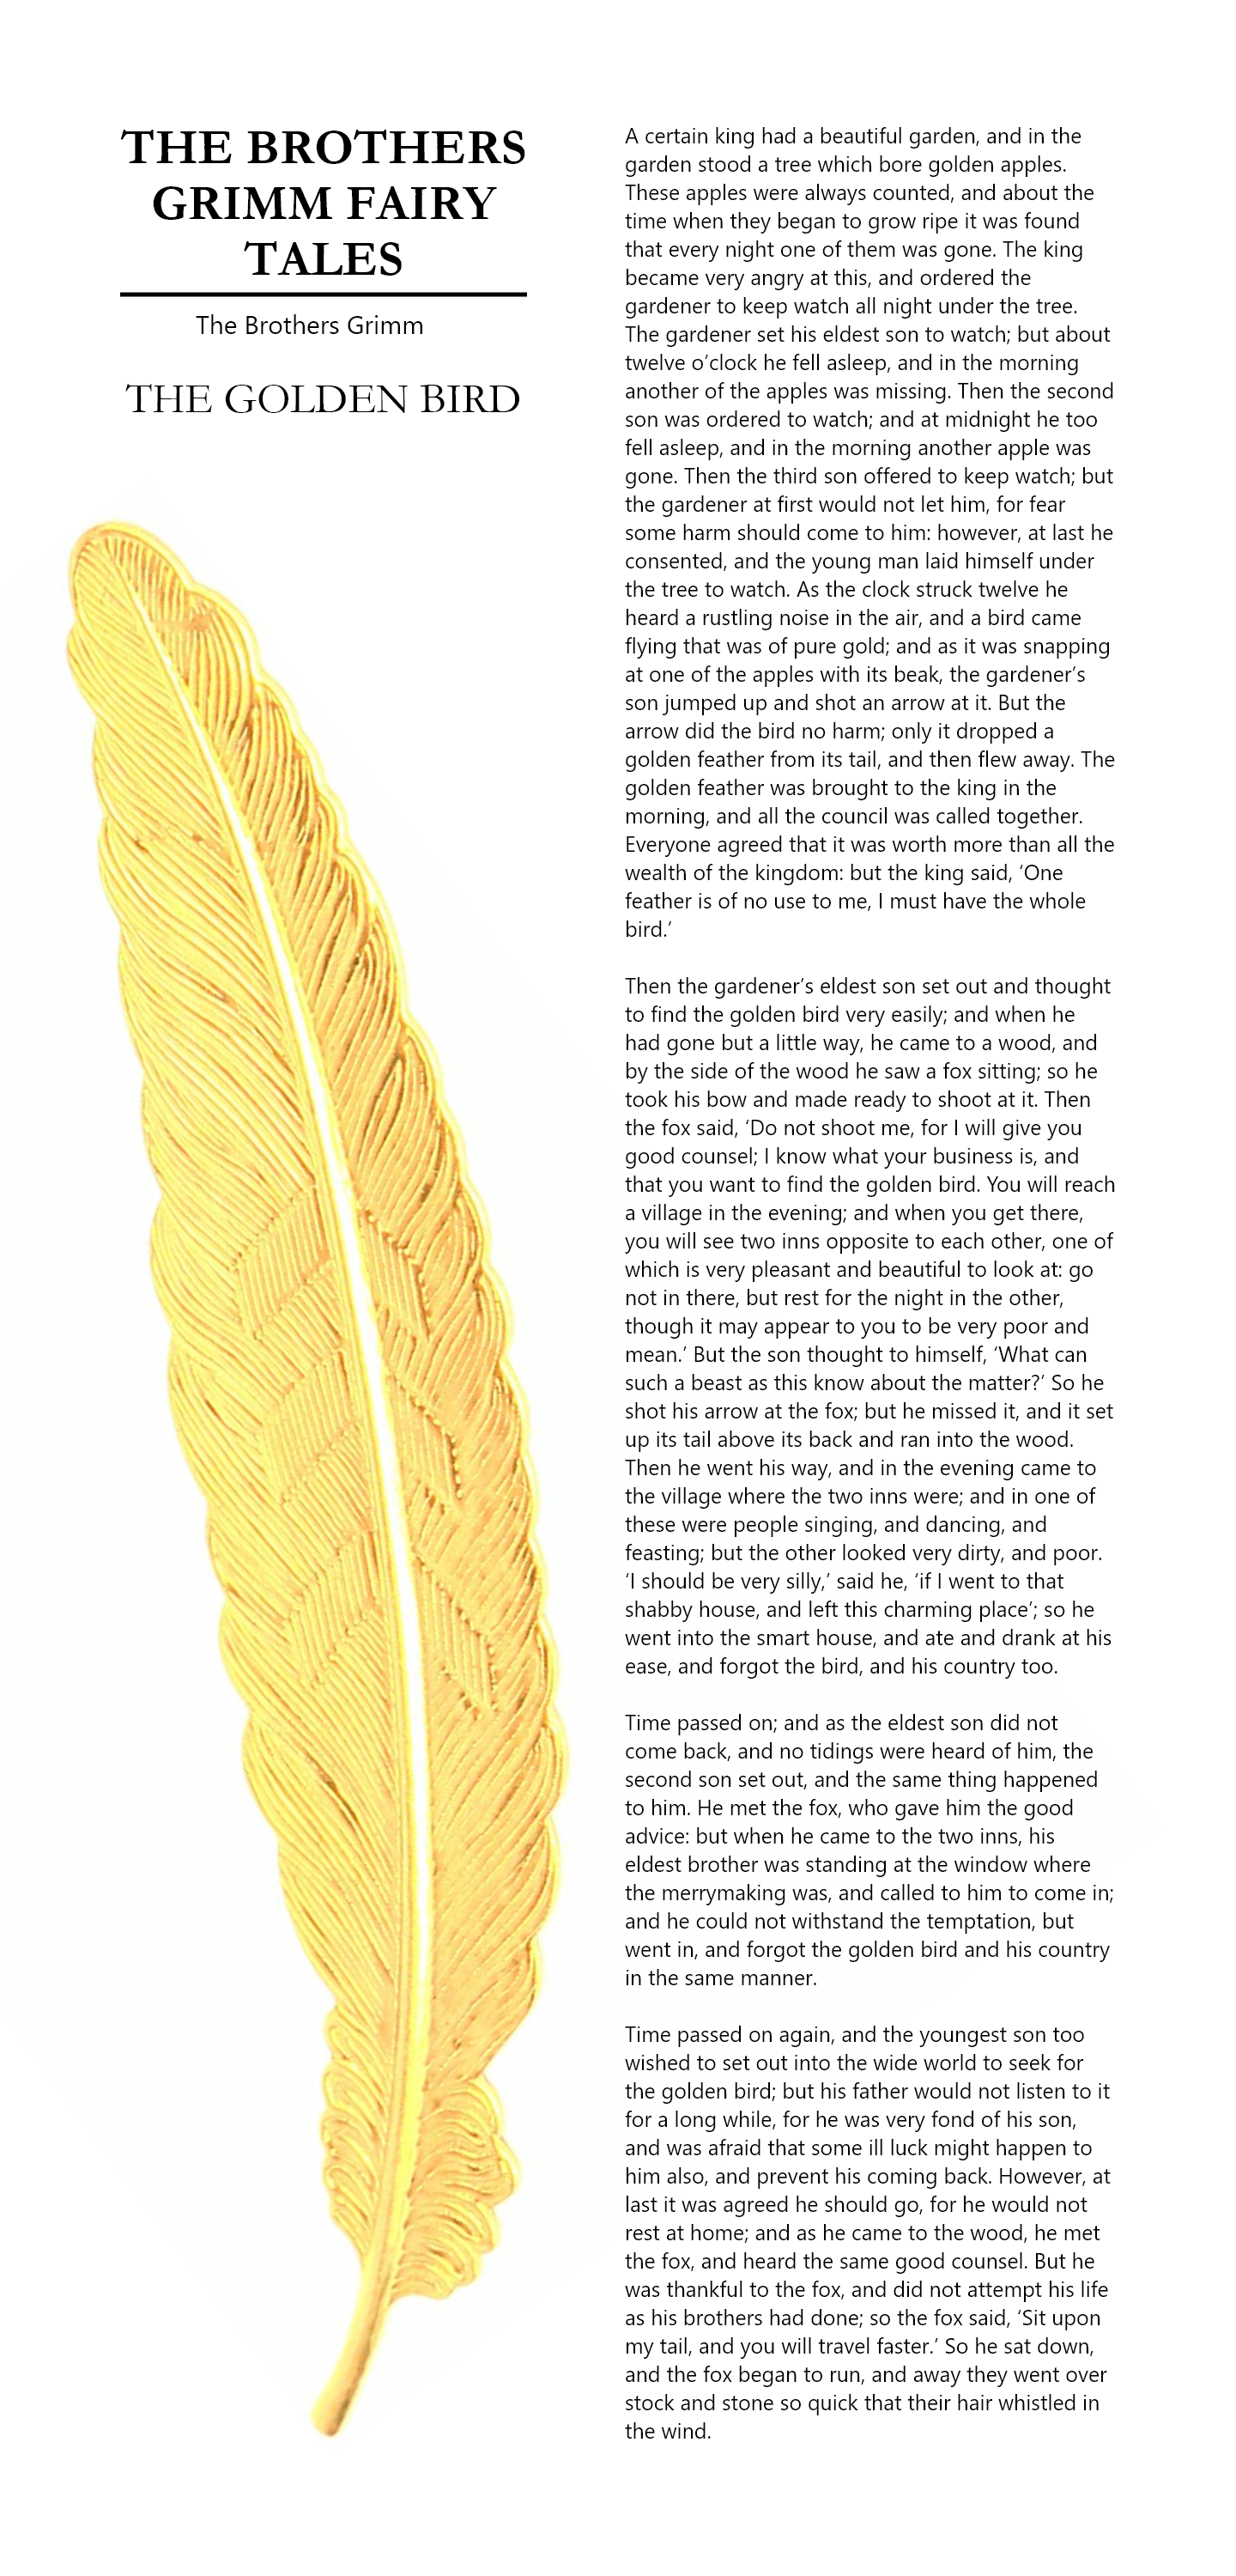 THE BROTHERS
GRIMM FAIRY
TALES
The Brothers Grimm
THE GOLDEN BIRD
A certain king had a beautiful garden, and in the
garden stood a tree which bore golden apples.
These apples were always counted, and about the
time when they began to grow ripe it was found
that every night one of them was gone. The king
became very angry at this, and ordered the
gardener to keep watch all night under the tree.
The gardener set his eldest son to watch; but about
twelve o’clock he fell asleep, and in the morning
another of the apples was missing. Then the second
son was ordered to watch; and at midnight he too
fell asleep, and in the morning another apple was
gone. Then the third son offered to keep watch; but
the gardener at first would not let him, for fear
some harm should come to him: however, at last he
consented, and the young man laid himself under
the tree to watch. As the clock struck twelve he
heard a rustling noise in the air, and a bird came
flying that was of pure gold; and as it was snapping
at one of the apples with its beak, the gardener’s
son jumped up and shot an arrow at it. But the
arrow did the bird no harm; only it dropped a
golden feather from its tail, and then flew away. The
golden feather was brought to the king in the
morning, and all the council was called together.
Everyone agreed that it was worth more than all the
wealth of the kingdom: but the king said, ‘One
feather is of no use to me, I must have the whole
bird.’
Then the gardener’s eldest son set out and thought
to find the golden bird very easily; and when he
had gone but a little way, he came to a wood, and
by the side of the wood he saw a fox sitting; so he
took his bow and made ready to shoot at it. Then
the fox said, ‘Do not shoot me, for I will give you
good counsel; I know what your business is, and
that you want to find the golden bird. You will reach
a village in the evening; and when you get there,
you will see two inns opposite to each other, one of
which is very pleasant and beautiful to look at: go
not in there, but rest for the night in the other,
though it may appear to you to be very poor and
mean.’ But the son thought to himself, ‘What can
such a beast as this know about the matter?’ So he
shot his arrow at the fox; but he missed it, and it set
up its tail above its back and ran into the wood.
Then he went his way, and in the evening came to
the village where the two inns were; and in one of
these were people singing, and dancing, and
feasting; but the other looked very dirty, and poor.
‘I should be very silly,’ said he, ‘if I went to that
shabby house, and left this charming place’; so he
went into the smart house, and ate and drank at his
ease, and forgot the bird, and his country too.
Time passed on; and as the eldest son did not
come back, and no tidings were heard of him, the
second son set out, and the same thing happened
to him. He met the fox, who gave him the good
advice: but when he came to the two inns, his
eldest brother was standing at the window where
the merrymaking was, and called to him to come in;
and he could not withstand the temptation, but
went in, and forgot the golden bird and his country
in the same manner.
Time passed on again, and the youngest son too
wished to set out into the wide world to seek for
the golden bird; but his father would not listen to it
for a long while, for he was very fond of his son,
and was afraid that some ill luck might happen to
him also, and prevent his coming back. However, at
last it was agreed he should go, for he would not
rest at home; and as he came to the wood, he met
the fox, and heard the same good counsel. But he
was thankful to the fox, and did not attempt his life
as his brothers had done; so the fox said, ‘Sit upon
my tail, and you will travel faster.’ So he sat down,
and the fox began to run, and away they went over
stock and stone so quick that their hair whistled in
the wind.